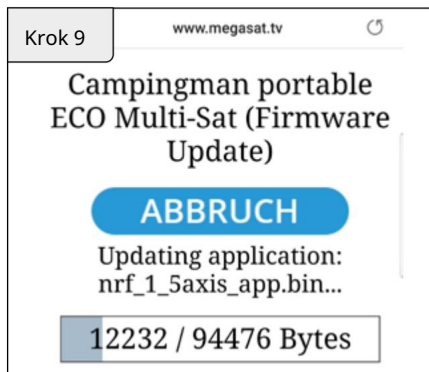 Krok 9
www.megasat.tv
Campingman portable
ECO Multi-Sat (Firmware
Update)
ABBRUCH
Updating application:
nrf_1_5axis_app.bin...
12232 / 94476 Bytes